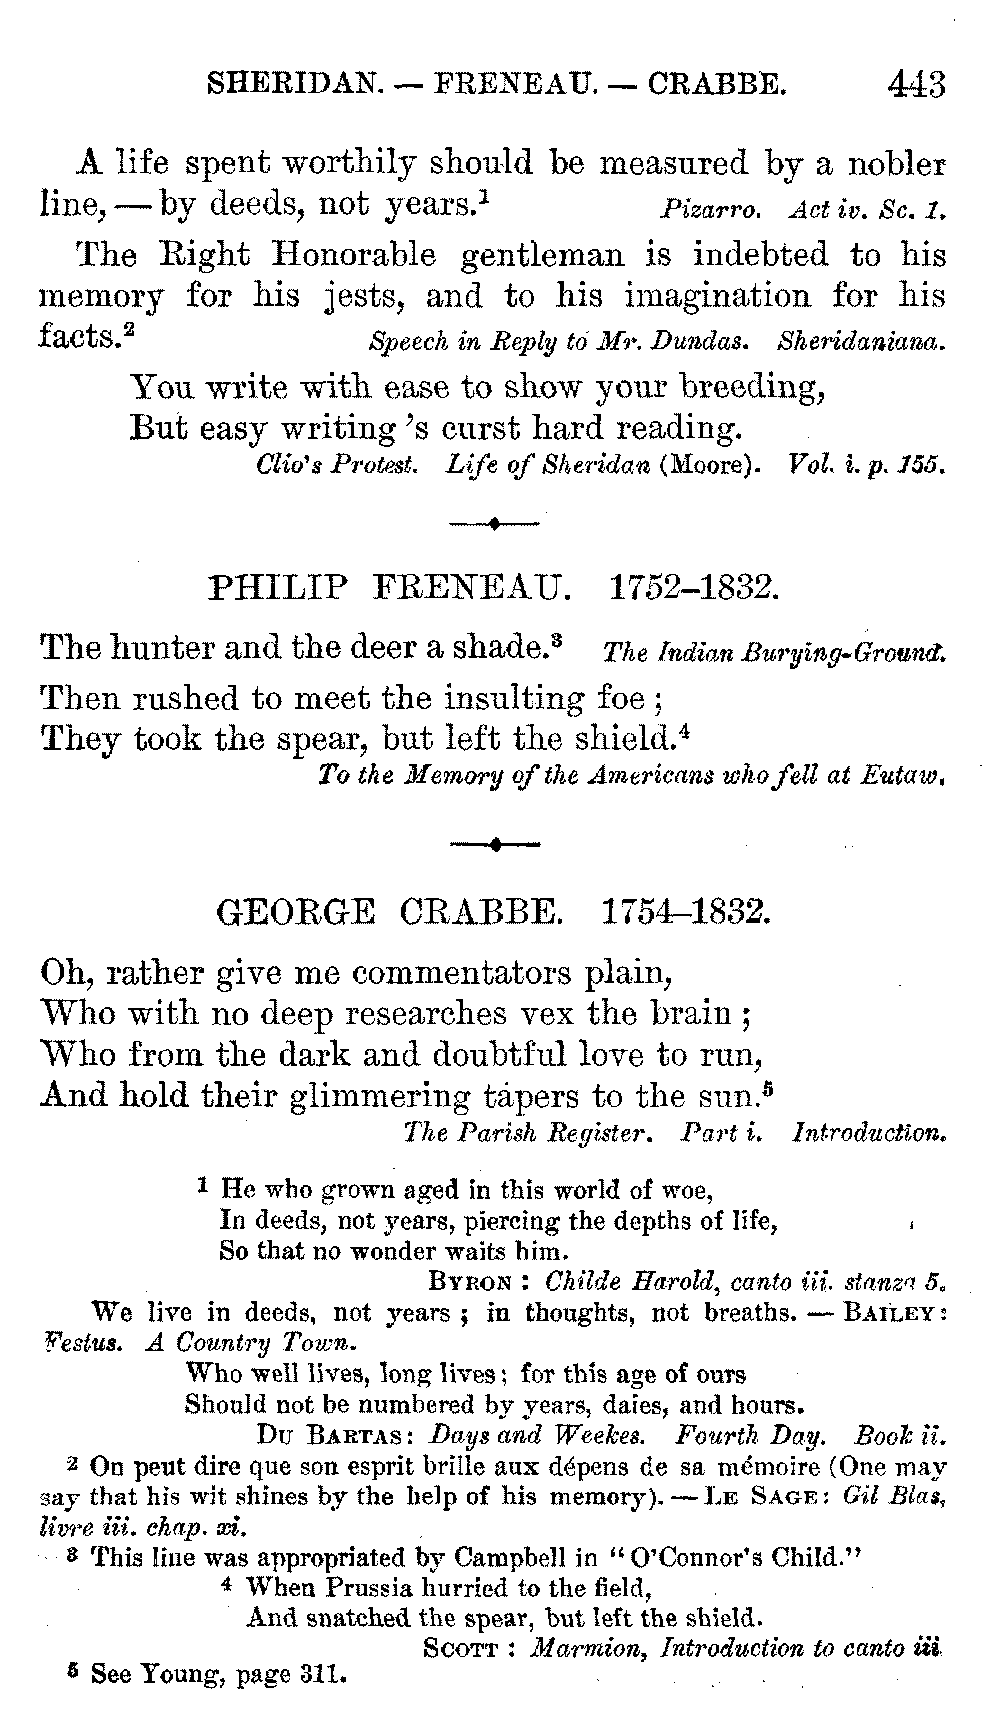 SHERIDAN. — FRENEAU. — CRABBE. 443
A life spent worthily should be measured by a nobler
line, — by deeds, not years.¹ Pizarro. Act iv. Sc. 1.
The Right Honorable gentleman is indebted to his
memory for his jests, and to his imagination for his
facts.² Speech in Reply to Mr. Dundas. Sheridaniana.
You write with ease to show your breeding,
But easy writing 's curst hard reading.
Clio's Protest. Life of Sheridan (Moore). Vol. i. p. 155.
PHILIP FRENEAU. 1752–1832.
The hunter and the deer a shade.³ The Indian Burying-Ground.
Then rushed to meet the insulting foe ;
They took the spear, but left the shield.⁴
To the Memory of the Americans who fell at Eutaw.
GEORGE CRABBE. 1754–1832.
Oh, rather give me commentators plain,
Who with no deep researches vex the brain ;
Who from the dark and doubtful love to run,
And hold their glimmering tapers to the sun.⁵
The Parish Register. Part i. Introduction.
¹ He who grown aged in this world of woe,
In deeds, not years, piercing the depths of life,
So that no wonder waits him.
BYRON : Childe Harold, canto iii. stanza 5.
We live in deeds, not years ; in thoughts, not breaths. — BAILEY :
Festus. A Country Town.
Who well lives, long lives ; for this age of ours
Should not be numbered by years, daies, and hours.
DU BARTAS : Days and Weekes. Fourth Day. Book ii.
² On peut dire que son esprit brille aux dépens de sa mémoire (One may
say that his wit shines by the help of his memory). — LE SAGE : Gil Blas,
livre iii. chap. xi.
³ This line was appropriated by Campbell in “ O'Connor's Child.”
⁴ When Prussia hurried to the field,
And snatched the spear, but left the shield.
SCOTT : Marmion, Introduction to canto iii
⁵ See Young, page 311.